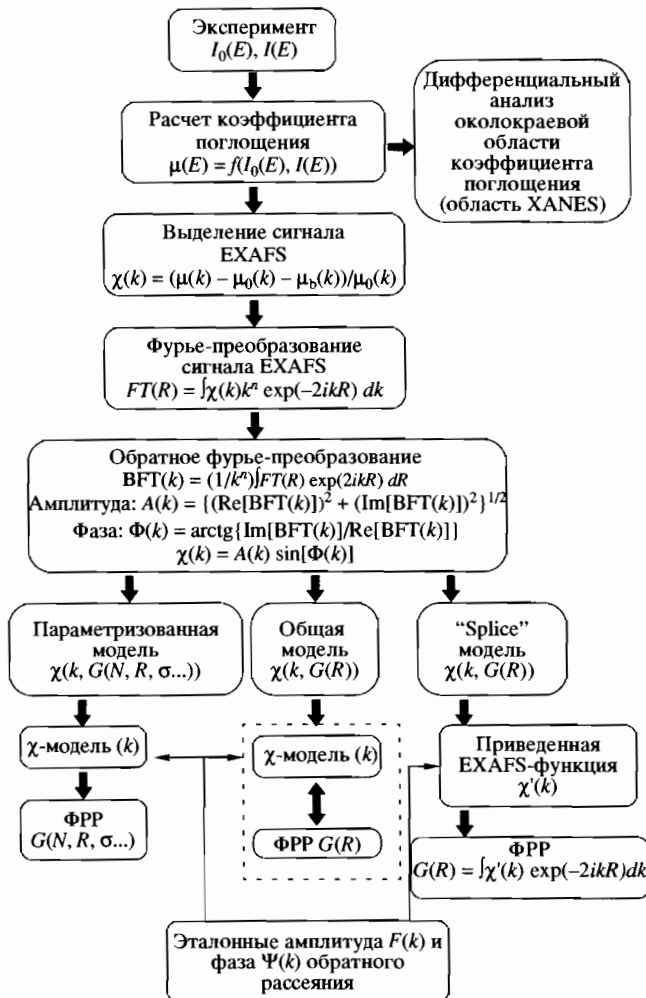 Эксперимент
I₀(E), I(E)
Расчет коэффициента
поглощения
μ(E) = f(I₀(E), I(E))
Дифференциальный
анализ
околокраевой
области
коэффициента
поглощения
(область XANES)
Выделение сигнала
EXAFS
χ(k) = (μ(k) − μ₀(k) − μb(k))/μ₀(k)
Фурье-преобразование
сигнала EXAFS
FT(R) = ∫χ(k)kⁿ exp(−2ikR) dk
Обратное фурье-преобразование
BFT(k) = (1/kⁿ)∫FT(R) exp(2ikR) dR
Амплитуда: A(k) = {(Re[BFT(k)])² + (Im[BFT(k)])²}¹/²
Фаза: Φ(k) = arctg{Im[BFT(k)]/Re[BFT(k)]}
χ(k) = A(k) sin[Φ(k)]
Параметризованная
модель
χ(k, G(N, R, σ...))
Общая
модель
χ(k, G(R))
“Splice”
модель
χ(k, G(R))
χ-модель (k)
χ-модель (k)
Приведенная
EXAFS-функция
χ'(k)
ФРР
G(N, R, σ...)
ФРР G(R)
ФРР
G(R) = ∫χ'(k) exp(−2ikR)dk
Эталонные амплитуда F(k) и
фаза Ψ(k) обратного
рассеяния